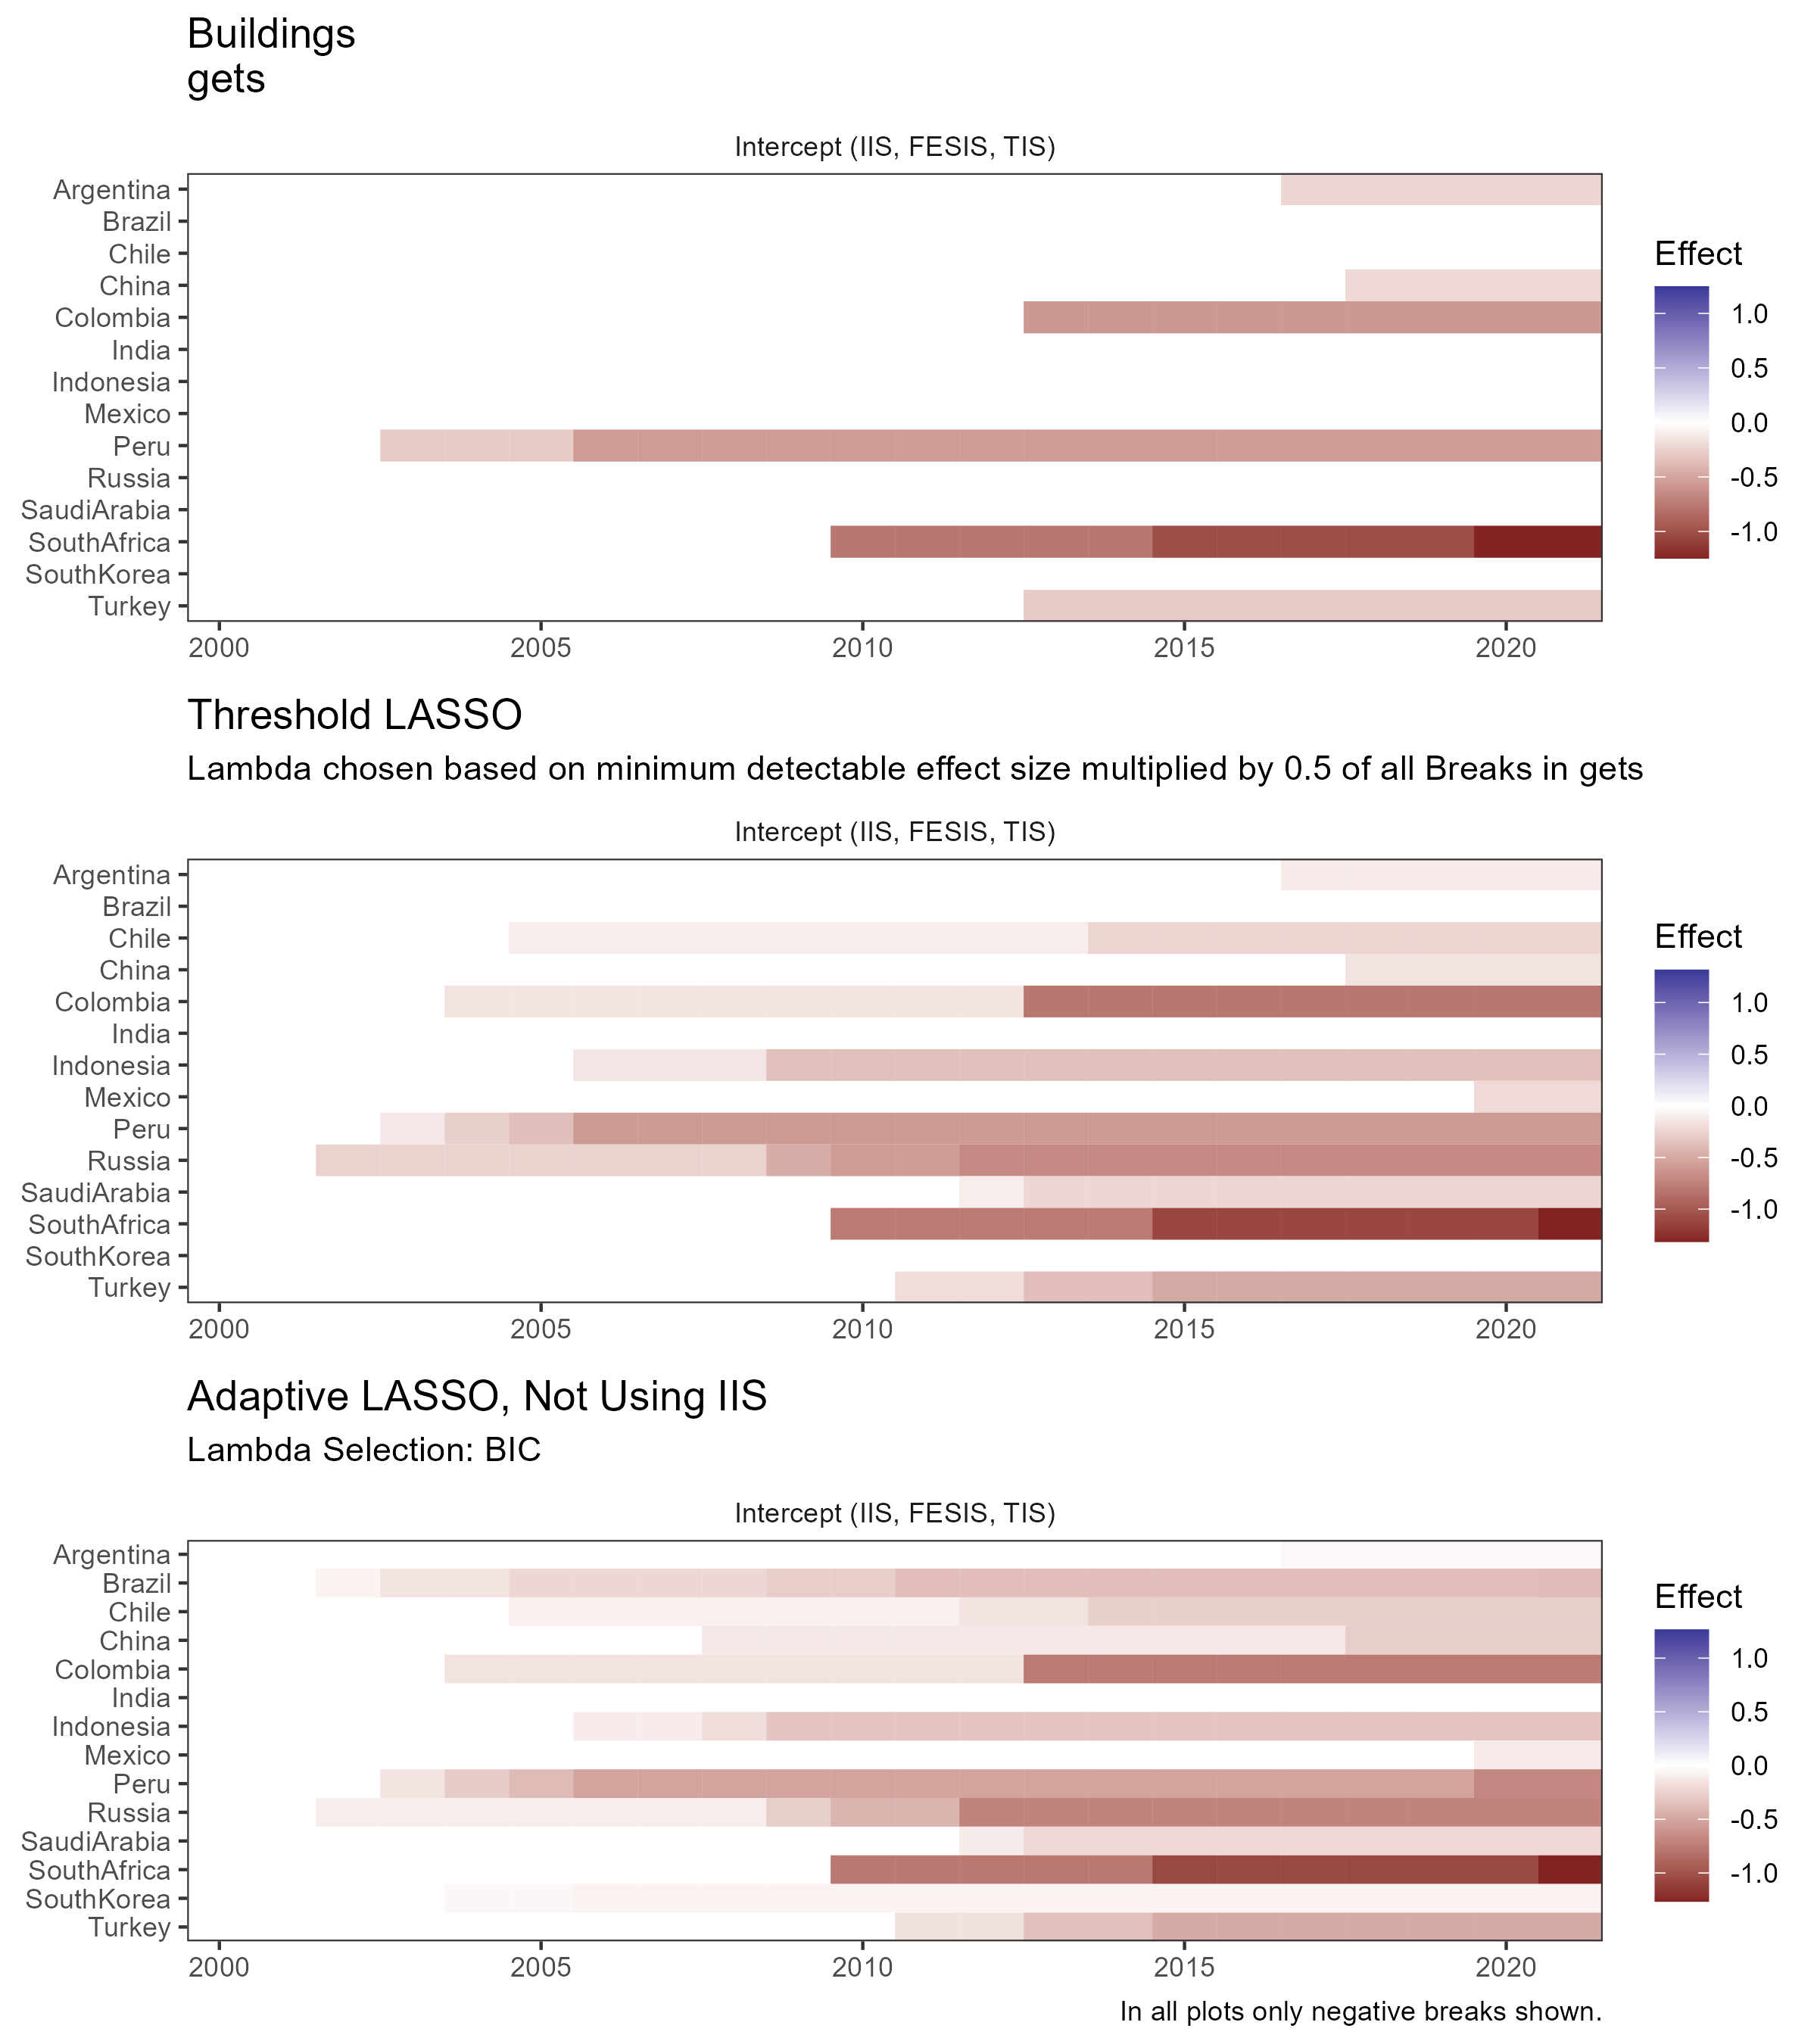 Buildings
gets
Intercept (IIS, FESIS, TIS)
Argentina
Brazil
Chile
China
Colombia
India
Indonesia
Mexico
Peru
Russia
SaudiArabia
SouthAfrica
SouthKorea
Turkey
2000 2005 2010 2015 2020
Effect
1.0
0.5
0.0
-0.5
-1.0
Threshold LASSO
Lambda chosen based on minimum detectable effect size multiplied by 0.5 of all Breaks in gets
Intercept (IIS, FESIS, TIS)
Argentina
Brazil
Chile
China
Colombia
India
Indonesia
Mexico
Peru
Russia
SaudiArabia
SouthAfrica
SouthKorea
Turkey
2000 2005 2010 2015 2020
Effect
1.0
0.5
0.0
-0.5
-1.0
Adaptive LASSO, Not Using IIS
Lambda Selection: BIC
Intercept (IIS, FESIS, TIS)
Argentina
Brazil
Chile
China
Colombia
India
Indonesia
Mexico
Peru
Russia
SaudiArabia
SouthAfrica
SouthKorea
Turkey
2000 2005 2010 2015 2020
Effect
1.0
0.5
0.0
-0.5
-1.0
In all plots only negative breaks shown.